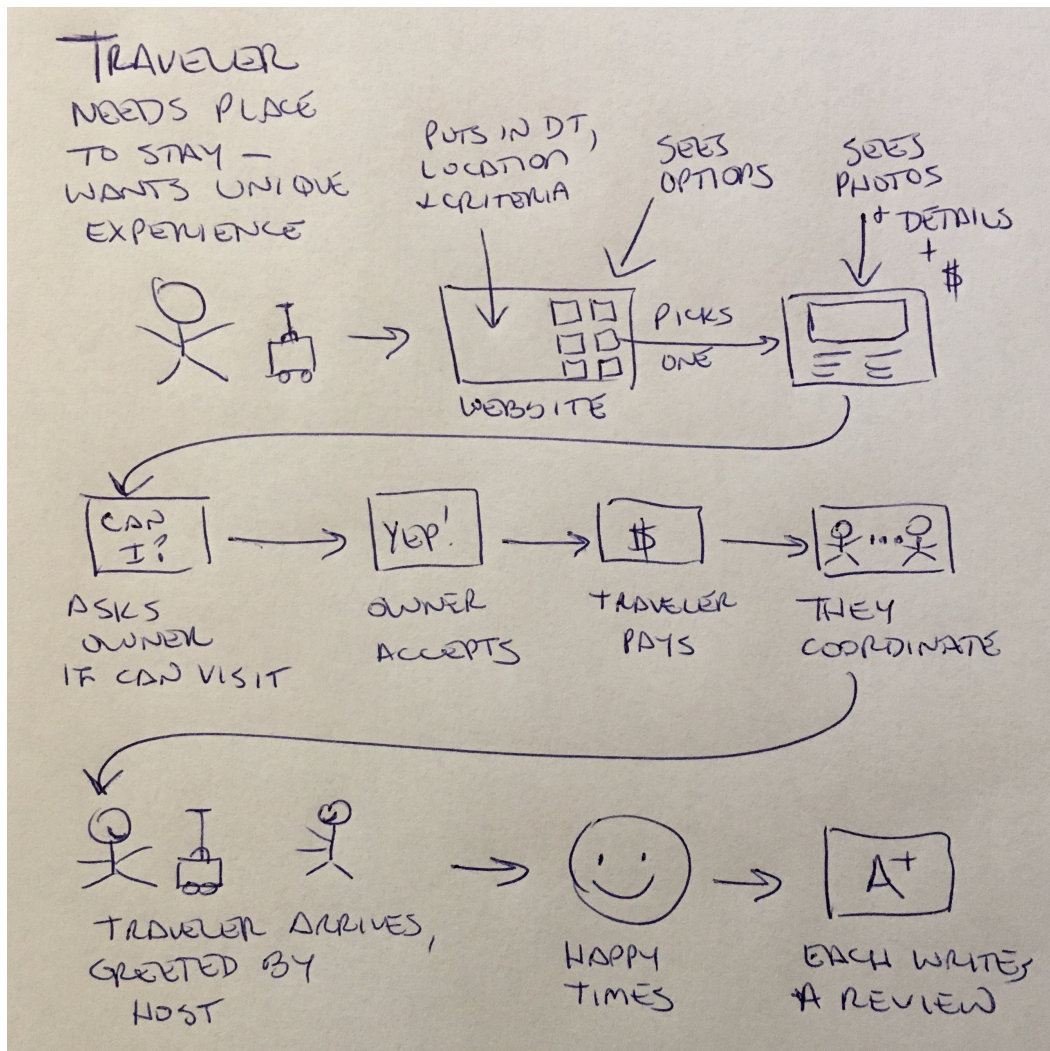 TRAVELER
NEEDS PLACE
TO STAY –
WANTS UNIQUE
EXPERIENCE
PUTS IN DT,
LOCATION
+ CRITERIA
SEES
OPTIONS
SEES
PHOTOS
+ DETAILS
+
$
PICKS
ONE
WEBSITE
CAN
I?
ASKS
OWNER
IF CAN VISIT
YEP!
OWNER
ACCEPTS
$
TRAVELER
PAYS
...
THEY
COORDINATE
TRAVELER ARRIVES,
GREETED BY
HOST
HAPPY
TIMES
A+
EACH WRITES
A REVIEW